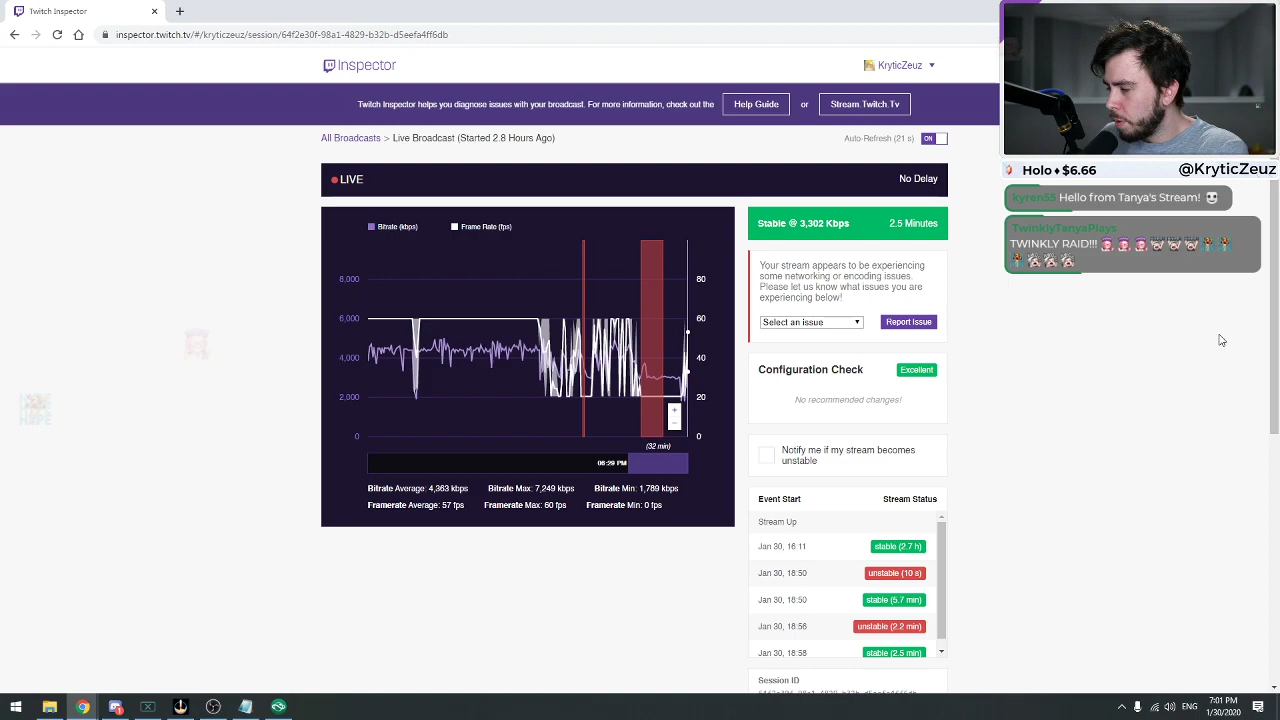 Twitch Inspector
inspector.twitch.tv/#/kryticzeuz/session/64f2e30f-98a1-4829-b32b-d5eefa4ff6db
Inspector
KryticZeuz
Twitch Inspector helps you diagnose issues with your broadcast. For more information, check out the Help Guide or Stream.Twitch.Tv
All Broadcasts > Live Broadcast (Started 2.8 Hours Ago)
Auto-Refresh (21 s) ON
LIVE
No Delay
Bitrate (kbps) Frame Rate (fps)
8,000 80
6,000 60
4,000 40
2,000 20
0 0
+
−
(32 min)
06:29 PM
Bitrate Average: 4,363 kbps Bitrate Max: 7,249 kbps Bitrate Min: 1,789 kbps
Framerate Average: 57 fps Framerate Max: 60 fps Framerate Min: 0 fps
Stable @ 3,302 Kbps 2.5 Minutes
Your stream appears to be experiencing
some networking or encoding issues.
Please let us know what issues you are
experiencing below!
Select an issue Report Issue
Configuration Check Excellent
No recommended changes!
Notify me if my stream becomes
unstable
Event Start Stream Status
Stream Up
Jan 30, 16:11 stable (2.7 h)
Jan 30, 18:50 unstable (10 s)
Jan 30, 18:50 stable (5.7 min)
Jan 30, 18:56 unstable (2.2 min)
Jan 30, 18:58 stable (2.5 min)
Session ID
Holo ♦ $6.66 @KryticZeuz
kyren55 Hello from Tanya's Stream!
TwinklyTanyaPlays
TWINKLY RAID!!!
HYPE
ENG
7:01 PM
1/30/2020